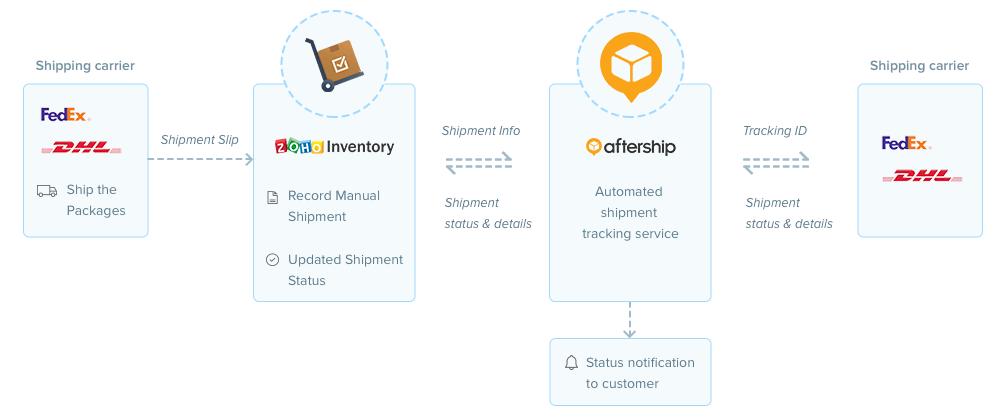 Shipping carrier
FedEx
DHL
Ship the
Packages
Shipment Slip
ZOHO Inventory
Record Manual
Shipment
Updated Shipment
Status
Shipment Info
Shipment
status & details
aftership
Automated
shipment
tracking service
Status notification
to customer
Tracking ID
Shipment
status & details
Shipping carrier
FedEx
DHL